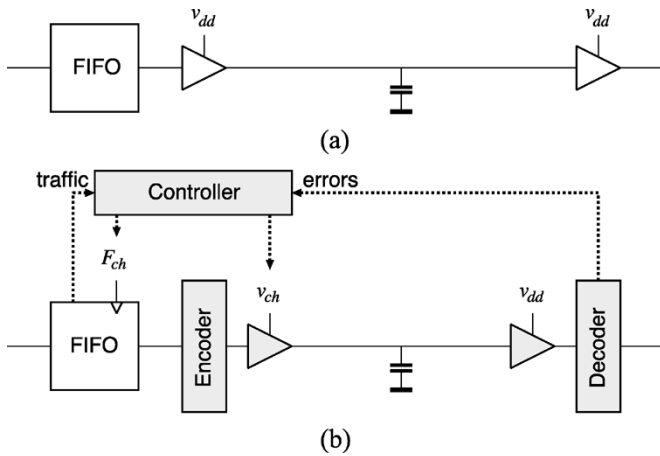 v_dd
v_dd
FIFO
(a)
traffic
Controller
errors
F_ch
v_ch
v_dd
FIFO
Encoder
Decoder
(b)